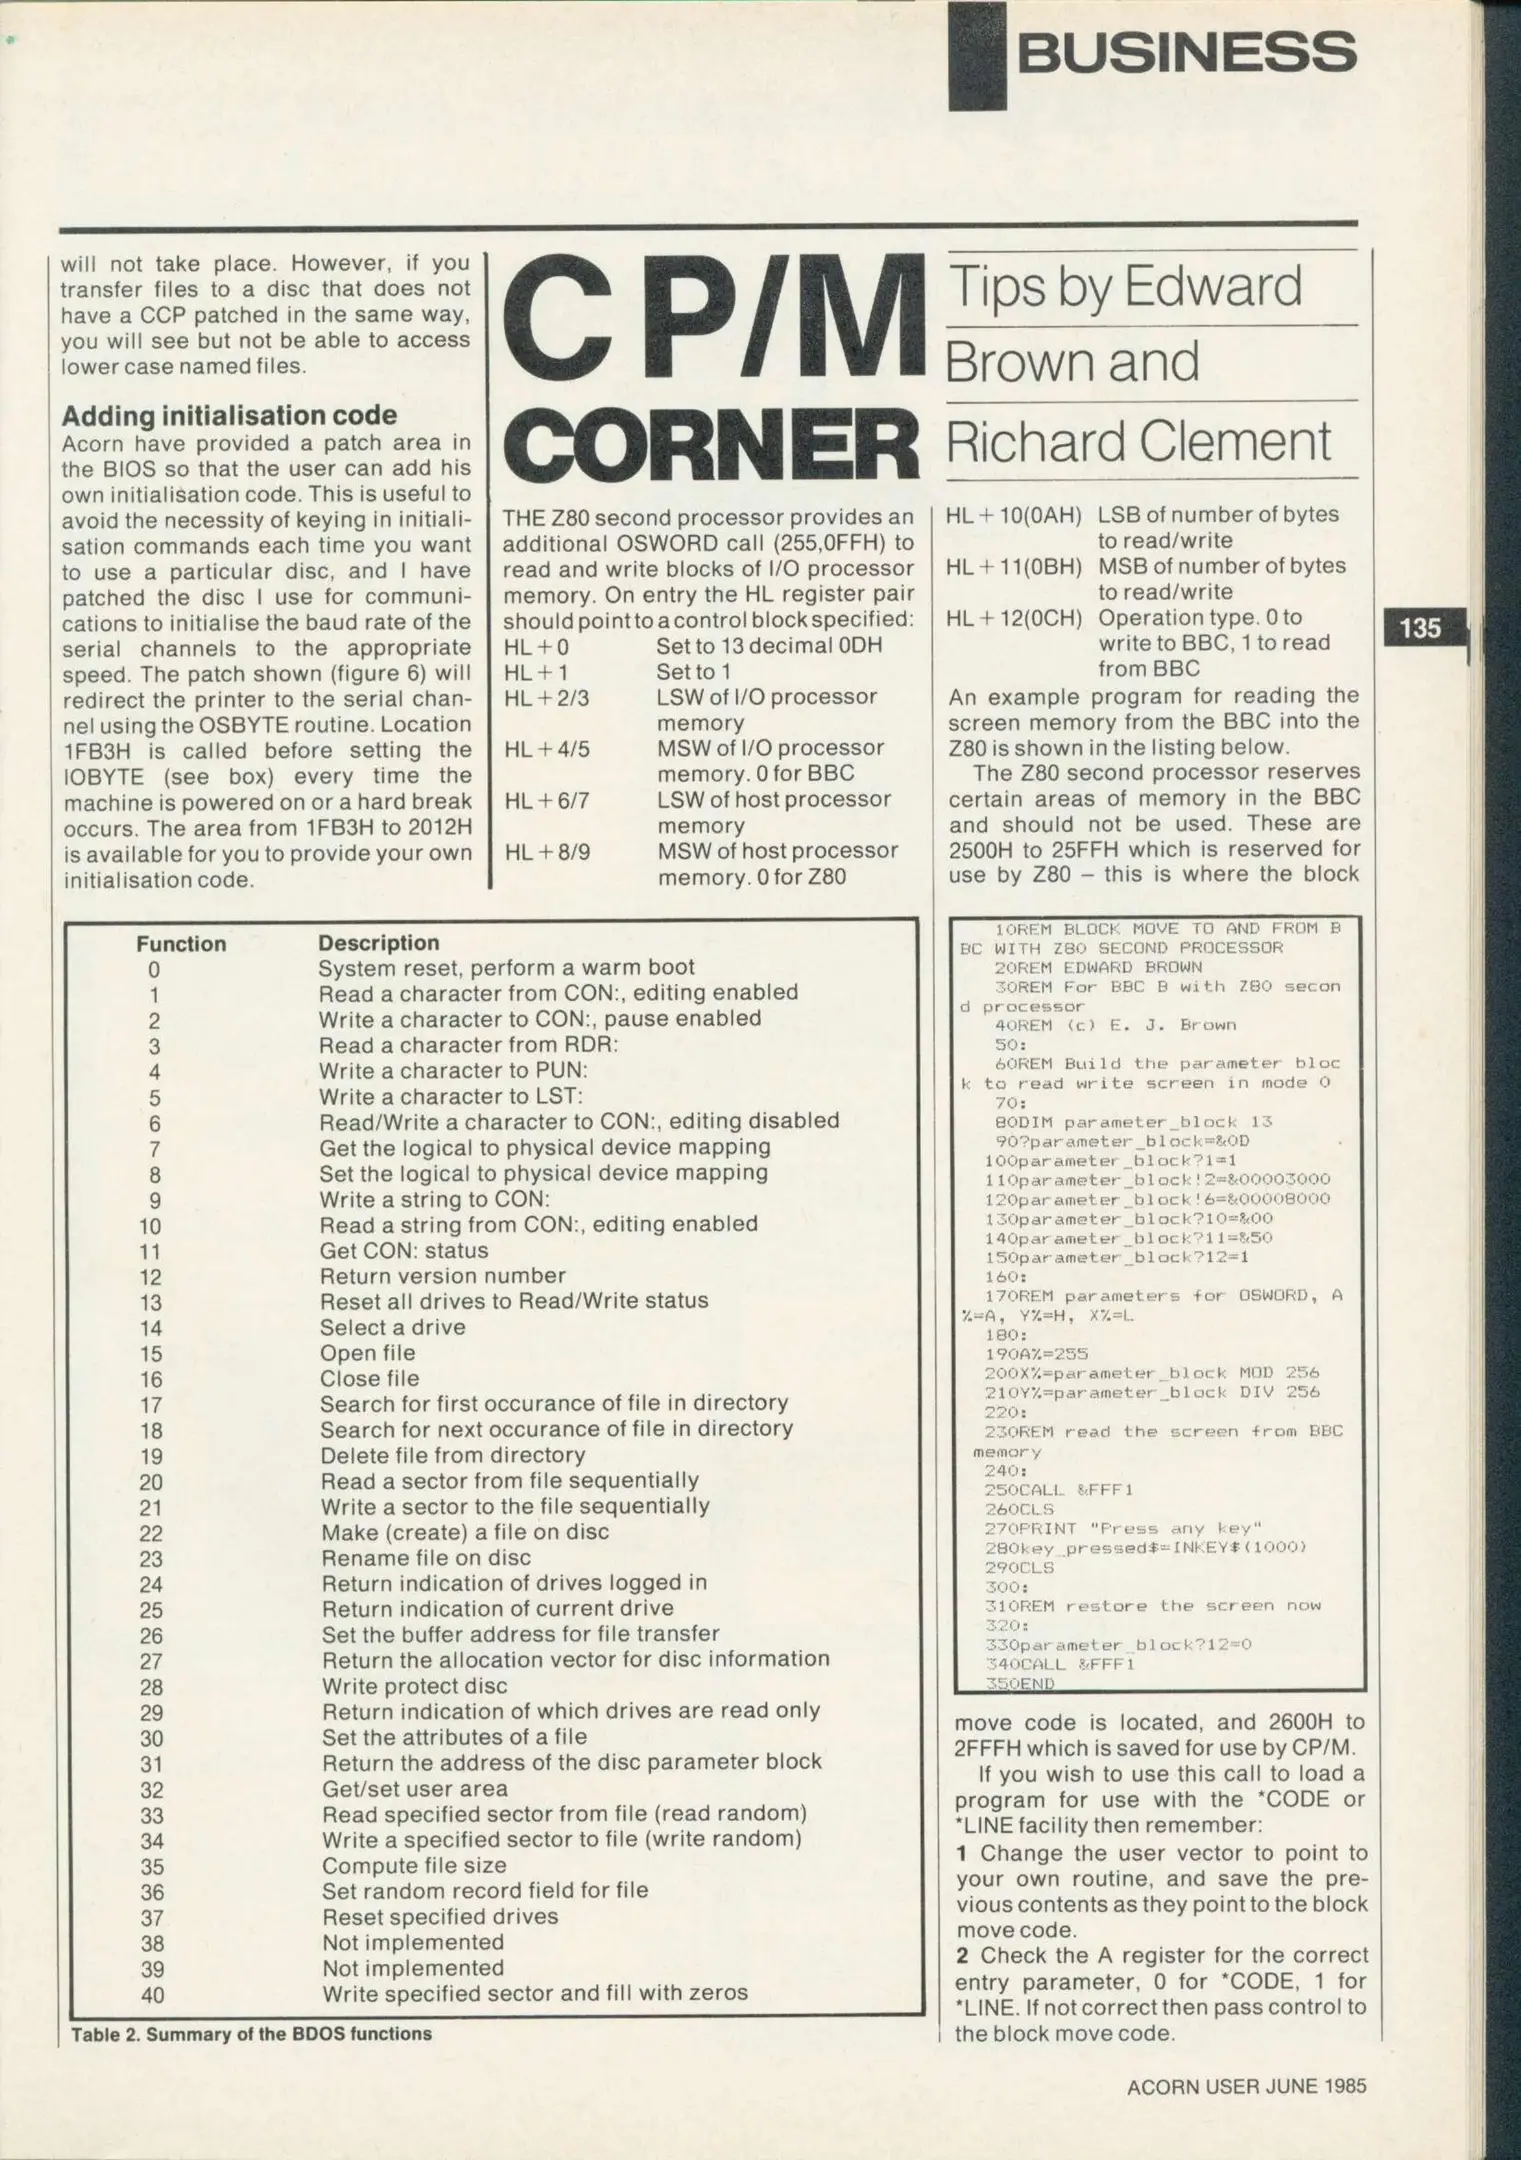 BUSINESS
will not take place. However, if you
transfer files to a disc that does not
have a CCP patched in the same way,
you will see but not be able to access
lower case named files.
Adding initialisation code
Acorn have provided a patch area in
the BIOS so that the user can add his
own initialisation code. This is useful to
avoid the necessity of keying in initiali-
sation commands each time you want
to use a particular disc, and I have
patched the disc I use for communi-
cations to initialise the baud rate of the
serial channels to the appropriate
speed. The patch shown (figure 6) will
redirect the printer to the serial chan-
nel using the OSBYTE routine. Location
1FB3H is called before setting the
IOBYTE (see box) every time the
machine is powered on or a hard break
occurs. The area from 1FB3H to 2012H
is available for you to provide your own
initialisation code.
C P/M
CORNER
Tips by Edward
Brown and
Richard Clement
THE Z80 second processor provides an
additional OSWORD call (255,0FFH) to
read and write blocks of I/O processor
memory. On entry the HL register pair
should point to a control block specified:
HL+0 Set to 13 decimal 0DH
HL+1 Set to 1
HL+2/3 LSW of I/O processor
memory
HL+4/5 MSW of I/O processor
memory. 0 for BBC
HL+6/7 LSW of host processor
memory
HL+8/9 MSW of host processor
memory. 0 for Z80
HL+10(0AH) LSB of number of bytes
to read/write
HL+11(0BH) MSB of number of bytes
to read/write
HL+12(0CH) Operation type. 0 to
write to BBC, 1 to read
from BBC
An example program for reading the
screen memory from the BBC into the
Z80 is shown in the listing below.
The Z80 second processor reserves
certain areas of memory in the BBC
and should not be used. These are
2500H to 25FFH which is reserved for
use by Z80 – this is where the block
135
Function Description
0 System reset, perform a warm boot
1 Read a character from CON:, editing enabled
2 Write a character to CON:, pause enabled
3 Read a character from RDR:
4 Write a character to PUN:
5 Write a character to LST:
6 Read/Write a character to CON:, editing disabled
7 Get the logical to physical device mapping
8 Set the logical to physical device mapping
9 Write a string to CON:
10 Read a string from CON:, editing enabled
11 Get CON: status
12 Return version number
13 Reset all drives to Read/Write status
14 Select a drive
15 Open file
16 Close file
17 Search for first occurance of file in directory
18 Search for next occurance of file in directory
19 Delete file from directory
20 Read a sector from file sequentially
21 Write a sector to the file sequentially
22 Make (create) a file on disc
23 Rename file on disc
24 Return indication of drives logged in
25 Return indication of current drive
26 Set the buffer address for file transfer
27 Return the allocation vector for disc information
28 Write protect disc
29 Return indication of which drives are read only
30 Set the attributes of a file
31 Return the address of the disc parameter block
32 Get/set user area
33 Read specified sector from file (read random)
34 Write a specified sector to file (write random)
35 Compute file size
36 Set random record field for file
37 Reset specified drives
38 Not implemented
39 Not implemented
40 Write specified sector and fill with zeros
Table 2. Summary of the BDOS functions
10REM BLOCK MOVE TO AND FROM B
BC WITH Z80 SECOND PROCESSOR
20REM EDWARD BROWN
30REM For BBC B with Z80 secon
d processor
40REM (c) E. J. Brown
50:
60REM Build the parameter bloc
k to read write screen in mode 0
70:
80DIM parameter_block 13
90?parameter_block=&0D
100parameter_block?1=1
110parameter_block!2=&00003000
120parameter_block!6=&00008000
130parameter_block?10=&00
140parameter_block?11=&50
150parameter_block?12=1
160:
170REM parameters for OSWORD, A
%=A, Y%=H, X%=L
180:
190A%=255
200X%=parameter_block MOD 256
210Y%=parameter_block DIV 256
220:
230REM read the screen from BBC
memory
240:
250CALL &FFF1
260CLS
270PRINT "Press any key"
280key_pressed$=INKEY$(1000)
290CLS
300:
310REM restore the screen now
320:
330parameter_block?12=0
340CALL &FFF1
350END
move code is located, and 2600H to
2FFFH which is saved for use by CP/M.
If you wish to use this call to load a
program for use with the *CODE or
*LINE facility then remember:
1 Change the user vector to point to
your own routine, and save the pre-
vious contents as they point to the block
move code.
2 Check the A register for the correct
entry parameter, 0 for *CODE, 1 for
*LINE. If not correct then pass control to
the block move code.
ACORN USER JUNE 1985